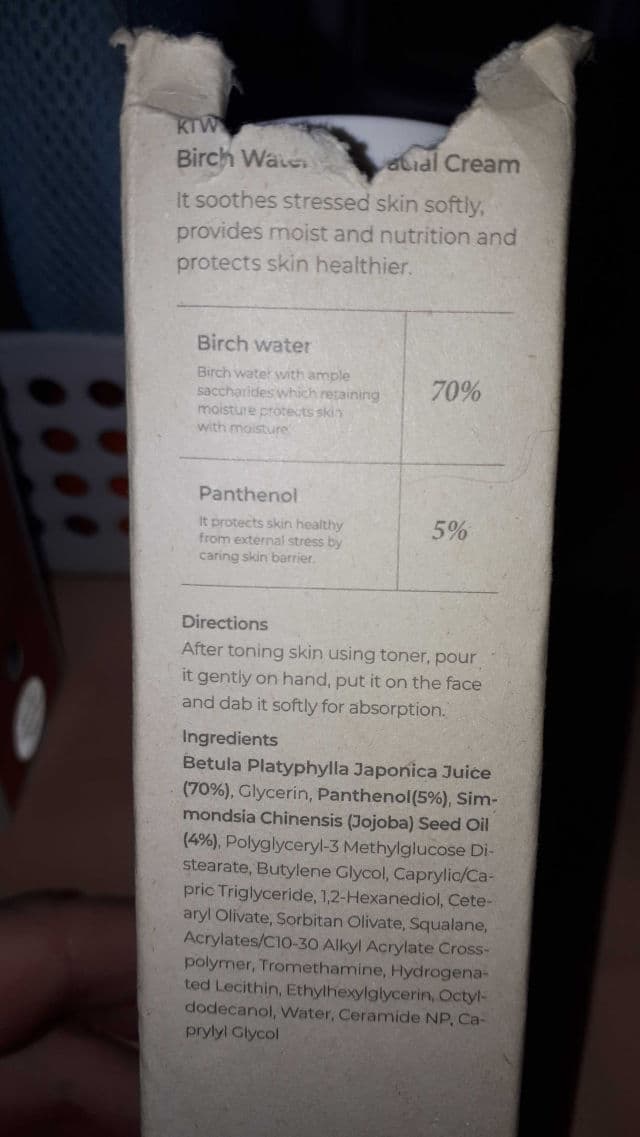 KTW
Birch Cream
It soothes stressed skin softly,
provides moist and nutrition and
protects skin healthier.
Birch water
Birch water with ample
saccharides which retaining
moisture protects skin
with moisture
70%
Panthenol
It protects skin healthy
from external stress by
caring skin barrier.
5%
Directions
After toning skin using toner, pour
it gently on hand, put it on the face
and dab it softly for absorption.
Ingredients
Betula Platyphylla Japonica Juice
(70%), Glycerin, Panthenol(5%), Sim-
mondsia Chinensis (Jojoba) Seed Oil
(4%), Polyglyceryl-3 Methylglucose Di-
stearate, Butylene Glycol, Caprylic/Ca-
pric Triglyceride, 1,2-Hexanediol, Cete-
aryl Olivate, Sorbitan Olivate, Squalane,
Acrylates/C10-30 Alkyl Acrylate Cross-
polymer, Tromethamine, Hydrogena-
ted Lecithin, Ethylhexylglycerin, Octyl-
dodecanol, Water, Ceramide NP, Ca-
prylyl Glycol